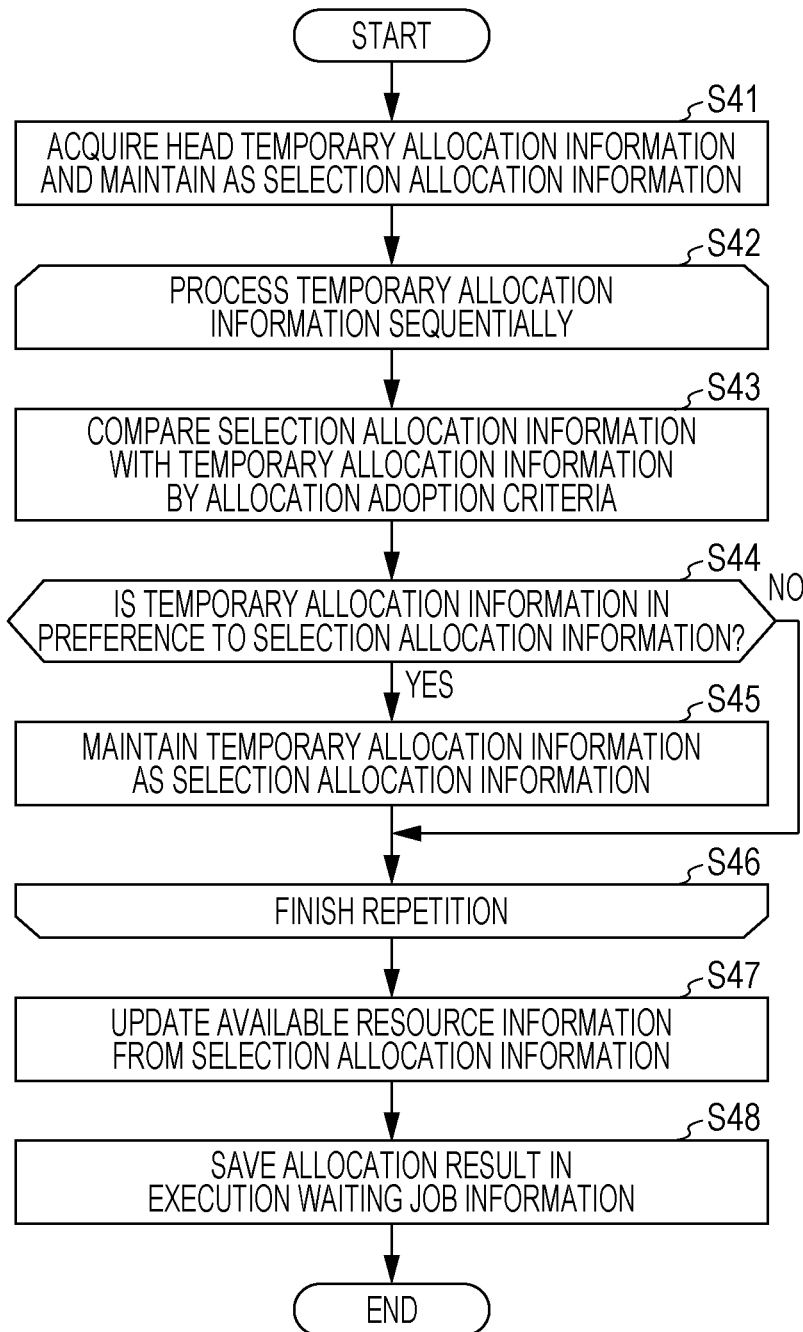 START
S41
ACQUIRE HEAD TEMPORARY ALLOCATION INFORMATION
AND MAINTAIN AS SELECTION ALLOCATION INFORMATION
S42
PROCESS TEMPORARY ALLOCATION
INFORMATION SEQUENTIALLY
S43
COMPARE SELECTION ALLOCATION INFORMATION
WITH TEMPORARY ALLOCATION INFORMATION
BY ALLOCATION ADOPTION CRITERIA
S44
IS TEMPORARY ALLOCATION INFORMATION IN
PREFERENCE TO SELECTION ALLOCATION INFORMATION?
NO
YES
S45
MAINTAIN TEMPORARY ALLOCATION INFORMATION
AS SELECTION ALLOCATION INFORMATION
S46
FINISH REPETITION
S47
UPDATE AVAILABLE RESOURCE INFORMATION
FROM SELECTION ALLOCATION INFORMATION
S48
SAVE ALLOCATION RESULT IN
EXECUTION WAITING JOB INFORMATION
END